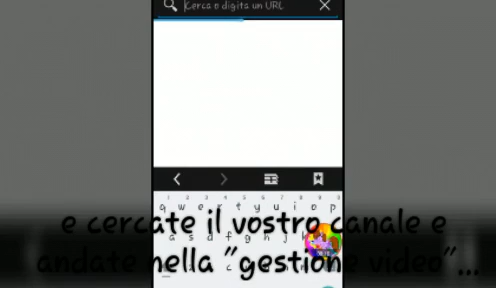 Cerca o digita un URL
q w e r t y u i o p
a s d f g h j
e cercate il vostro canale e
andate nella "gestione video"...